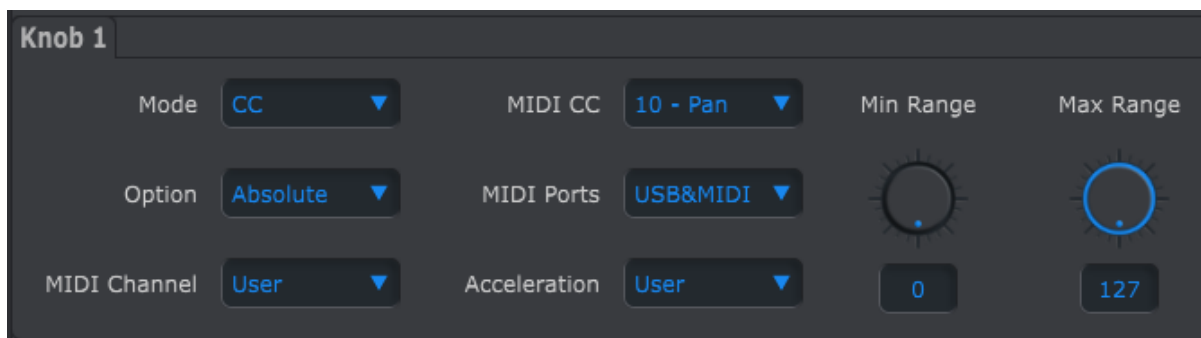 Knob 1
Mode CC MIDI CC 10 - Pan Min Range Max Range
Option Absolute MIDI Ports USB&MIDI
MIDI Channel User Acceleration User 0 127